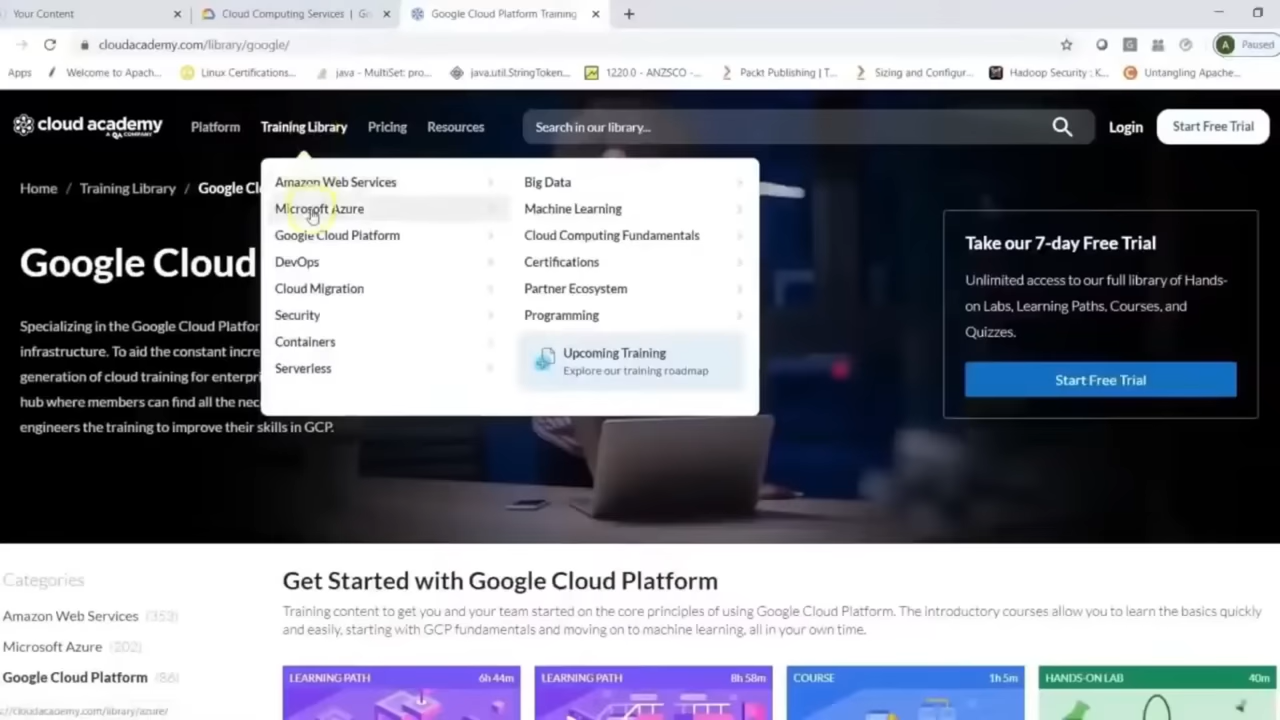 Your Content
Cloud Computing Services | Go
Google Cloud Platform Training
cloudacademy.com/library/google/
A Paused
Apps
Welcome to Apach...
Linux Certifications...
java - MultiSet: pro...
java.util.StringToken...
1220.0 - ANZSCO -...
Packt Publishing | T...
Sizing and Configur...
Hadoop Security : K...
Untangling Apache...
cloud academy
A QA COMPANY
Platform
Training Library
Pricing
Resources
Search in our library...
Login
Start Free Trial
Home / Training Library / Google Cl
Amazon Web Services
Microsoft Azure
Google Cloud Platform
DevOps
Cloud Migration
Security
Containers
Serverless
Big Data
Machine Learning
Cloud Computing Fundamentals
Certifications
Partner Ecosystem
Programming
Upcoming Training
Explore our training roadmap
Google Cloud
Specializing in the Google Cloud Platfor
infrastructure. To aid the constant incre
generation of cloud training for enterpri
hub where members can find all the nec
engineers the training to improve their skills in GCP.
Take our 7-day Free Trial
Unlimited access to our full library of Hands-
on Labs, Learning Paths, Courses, and
Quizzes.
Start Free Trial
Categories
Amazon Web Services (353)
Microsoft Azure (202)
Google Cloud Platform (86)
s://cloudacademy.com/library/azure/
Get Started with Google Cloud Platform
Training content to get you and your team started on the core principles of using Google Cloud Platform. The introductory courses allow you to learn the basics quickly
and easily, starting with GCP fundamentals and moving on to machine learning, all in your own time.
LEARNING PATH 6h 44m
LEARNING PATH 8h 58m
COURSE 1h 5m
HANDS-ON LAB 40m